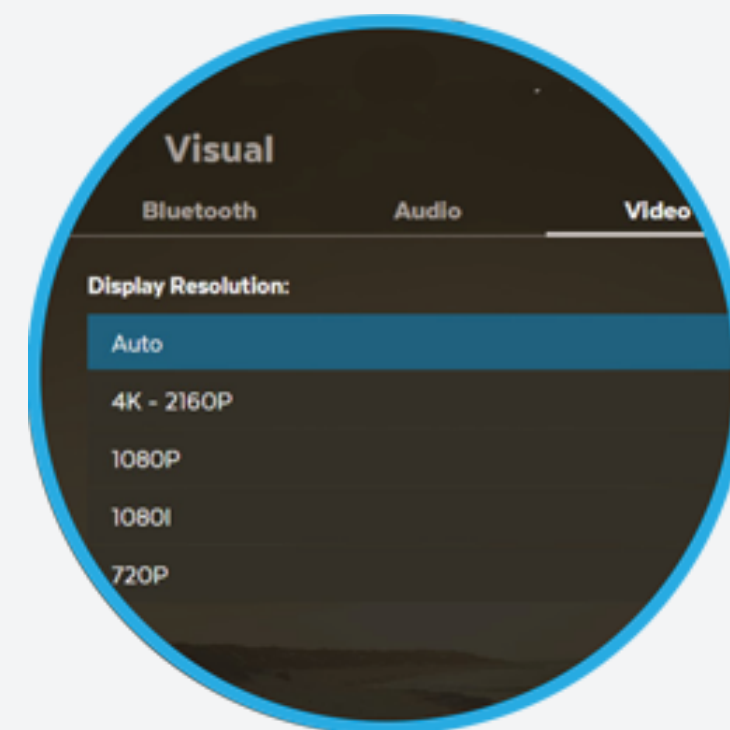 Visual
Bluetooth Audio Video
Display Resolution:
Auto
4K - 2160P
1080P
1080I
720P